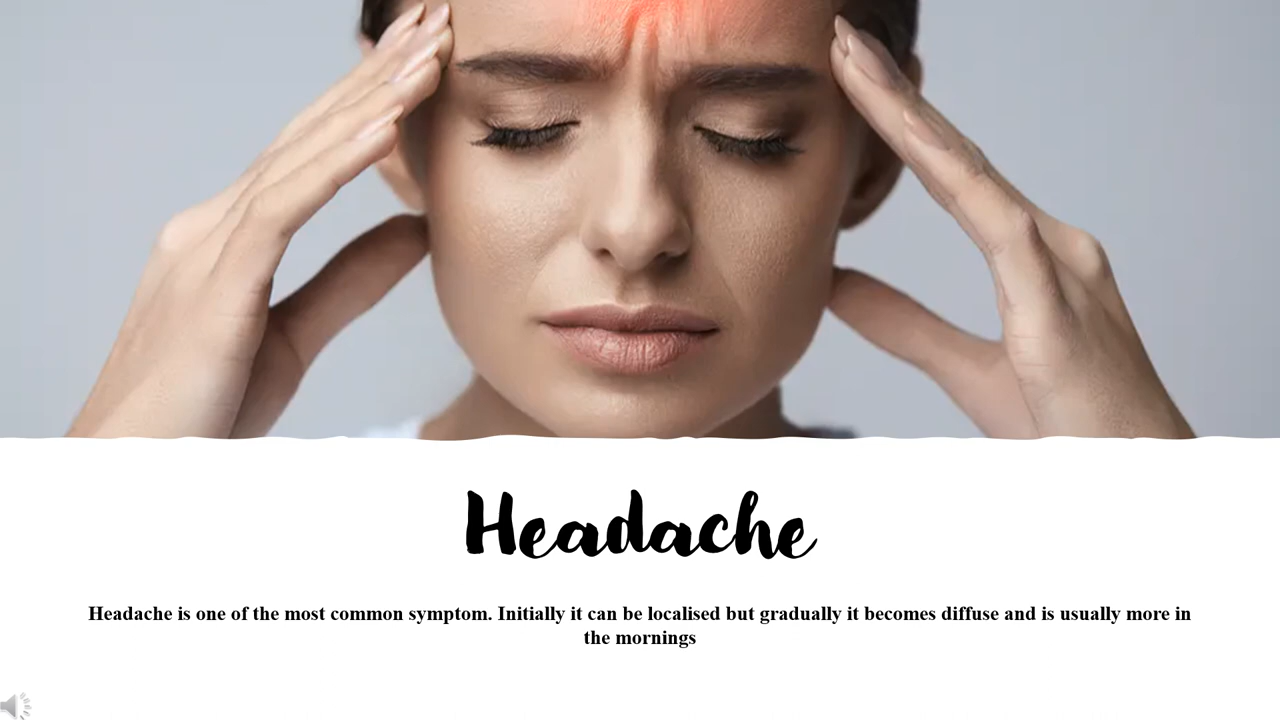 Headache
Headache is one of the most common symptom. Initially it can be localised but gradually it becomes diffuse and is usually more in
the mornings